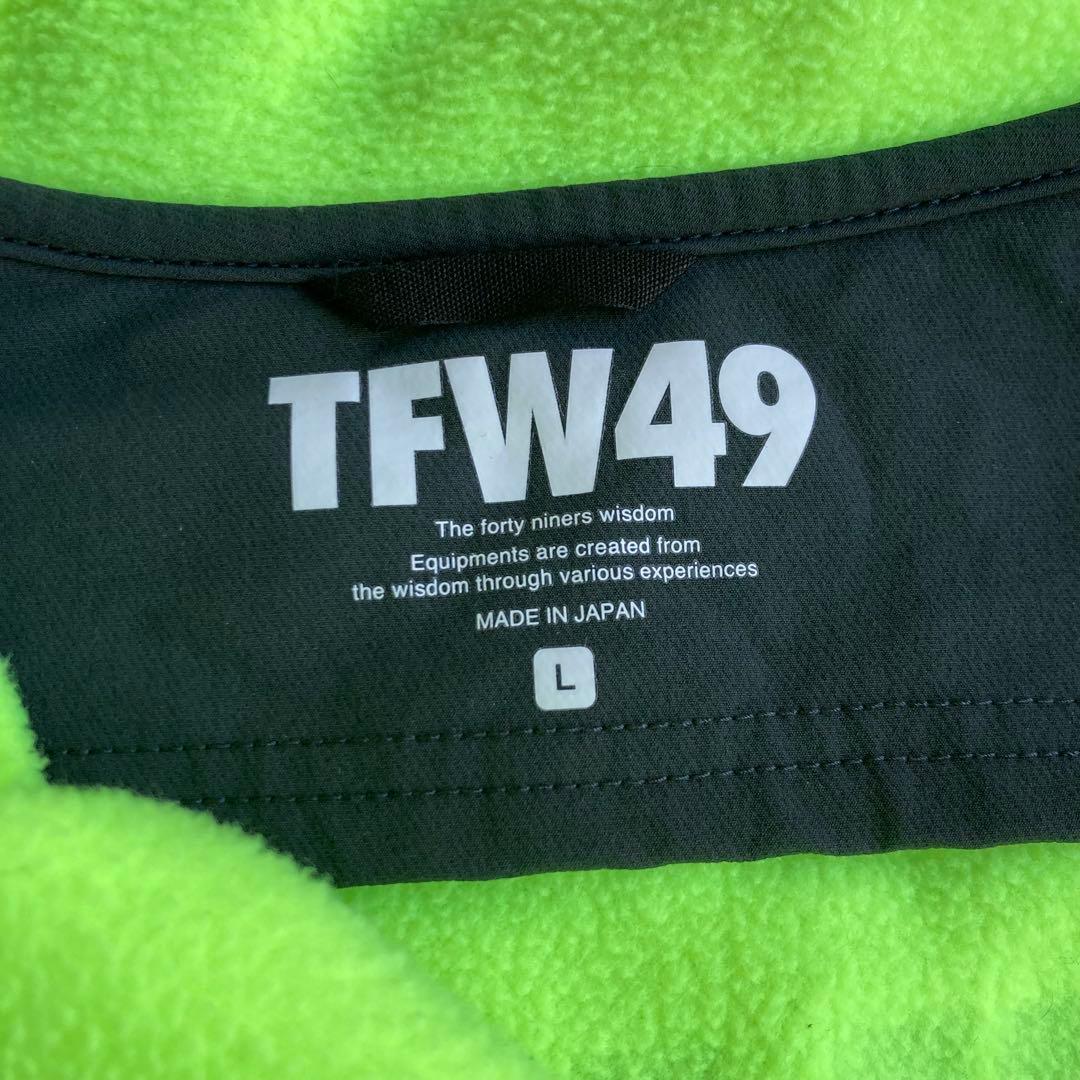 TFW49
The forty niners wisdom
Equipments are created from
the wisdom through various experiences
MADE IN JAPAN
L